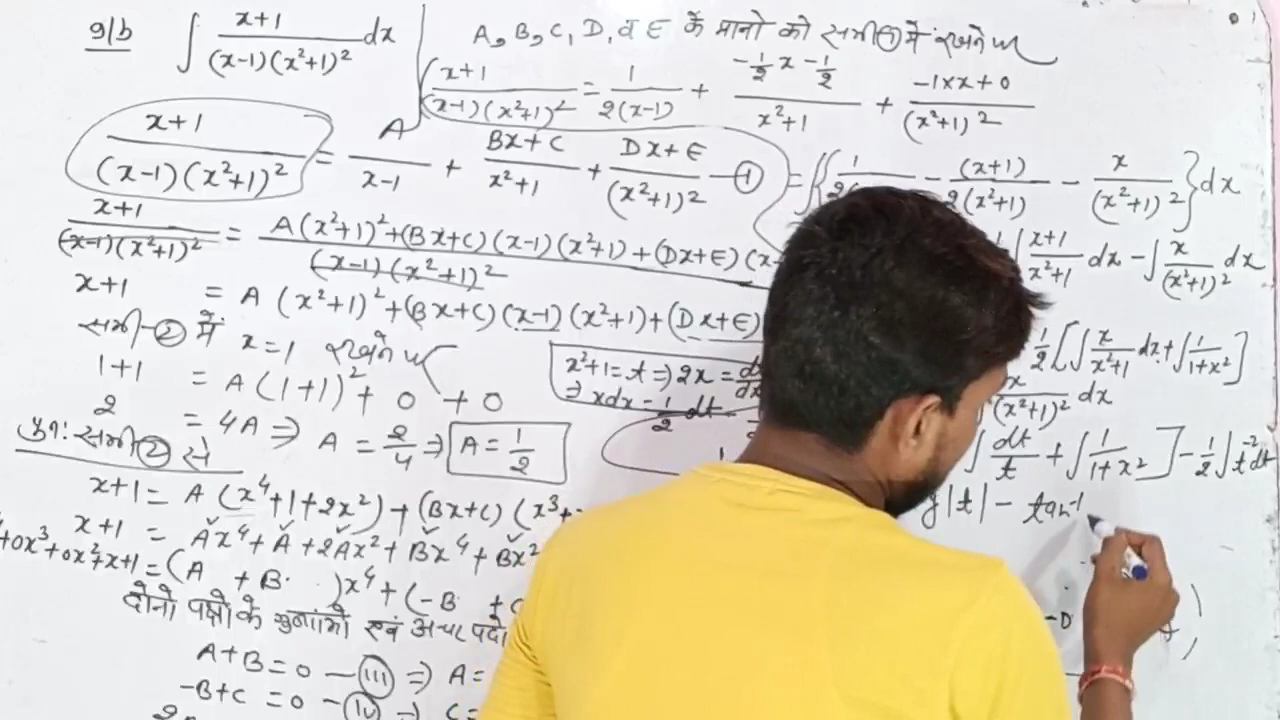 9/b ∫ x+1/(x-1)(x²+1)² dx
x+1/(x-1)(x²+1)² = A/x-1 + Bx+C/x²+1 + Dx+E/(x²+1)² — ①
x+1/(x-1)(x²+1)² = A(x²+1)²+(Bx+C)(x-1)(x²+1)+(Dx+E)(x-/(x-1)(x²+1)²
x+1 = A (x²+1)²+(Bx+C)(x-1)(x²+1)+(Dx+E)
समी-② में x=1 रखने पर
1+1 = A(1+1)²+ 0 + 0
2 = 4A ⇒ A = 2/4 ⇒ A = 1/2
x²+1=t ⇒ 2x = dt/dx
⇒ xdx = 1/2 dt
पुन: समी② से
x+1 = A (x⁴+1+2x²) + (Bx+C) (x³+
x+1 = Ax⁴+A+2Ax²+Bx⁴+Bx²
+0x³+0x²+x+1 = (A +B )x⁴+(-B +C
दोनों पक्षों के गुणांको एवं अचर पदो
A+B=0 — ⅲ ⇒ A=
-B+C =0 — ⅳ ⇒ C=
A, B, C, D, व E के मानो को समी① में रखने पर
x+1/(x-1)(x²+1)² = 1/2(x-1) + -1/2 x - 1/2/x²+1 + -1×x+0/(x²+1)²
= ∫{1/2( - (x+1)/2(x²+1) - x/(x²+1)²}dx
∫ x+1/x²+1 dx - ∫ x/(x²+1)² dx
1/2[∫ x/x²+1 dx + ∫ 1/1+x²]
x/(x²+1)² dx
∫ dt/t + ∫ 1/1+x²] - 1/2 ∫ t⁻² dt
g|t| - tan⁻¹